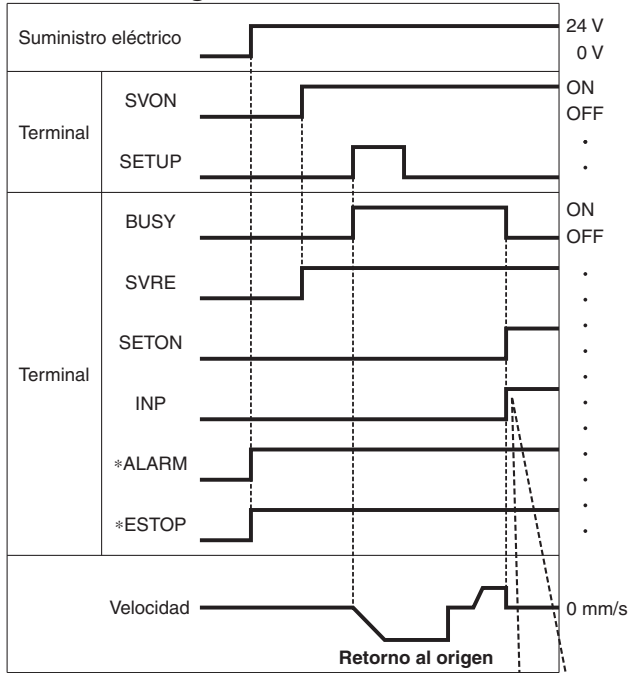 Suministro eléctrico
24 V
0 V
Terminal
SVON
ON
OFF
SETUP
Terminal
BUSY
ON
OFF
SVRE
SETON
INP
*ALARM
*ESTOP
Velocidad
0 mm/s
Retorno al origen